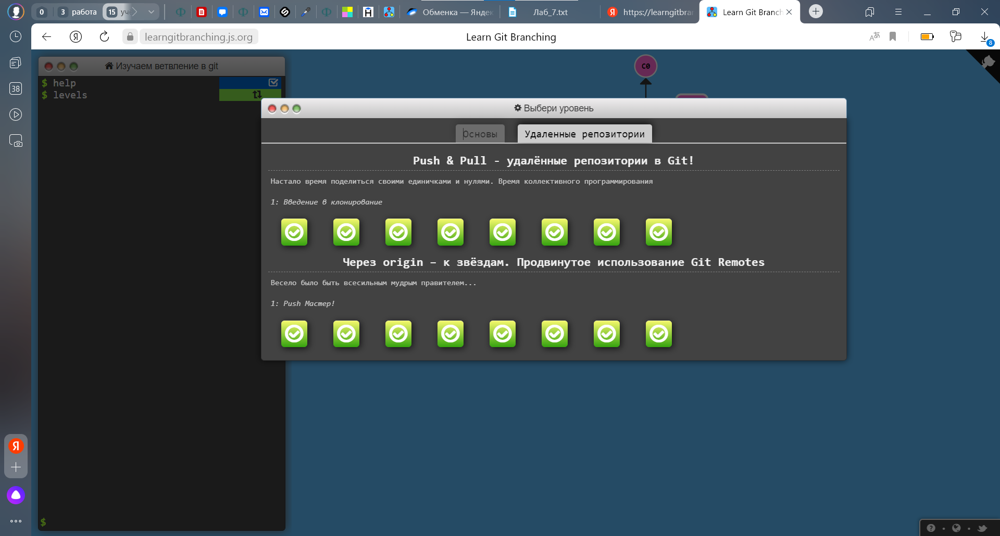 0
3 работа
15 уче
Обменка — Яндек
Лаб_7.txt
https://learngitbra
Learn Git Branch
learngitbranching.js.org
Learn Git Branching
8
38
Изучаем ветвление в git
$ help
$ levels
C0
Выбери уровень
Основы
Удаленные репозитории
Push & Pull - удалённые репозитории в Git!
Настало время поделиться своими единичками и нулями. Время коллективного программирования
1: Введение в клонирование
Через origin – к звёздам. Продвинутое использование Git Remotes
Весело было быть всесильным мудрым правителем...
1: Push Мастер!
$